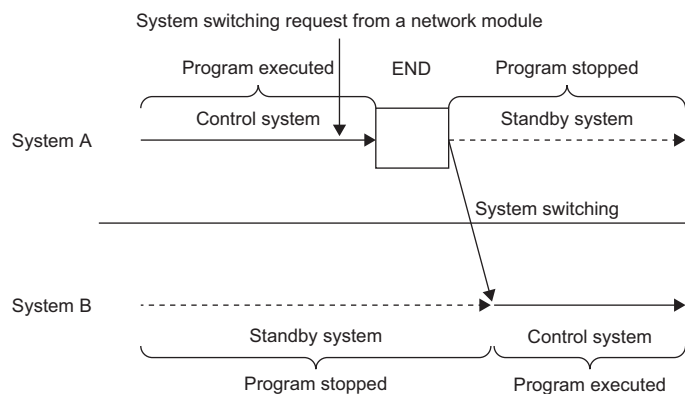 System switching request from a network module
Program executed
END
Program stopped
Control system
Standby system
System A
System switching
System B
Standby system
Control system
Program stopped
Program executed